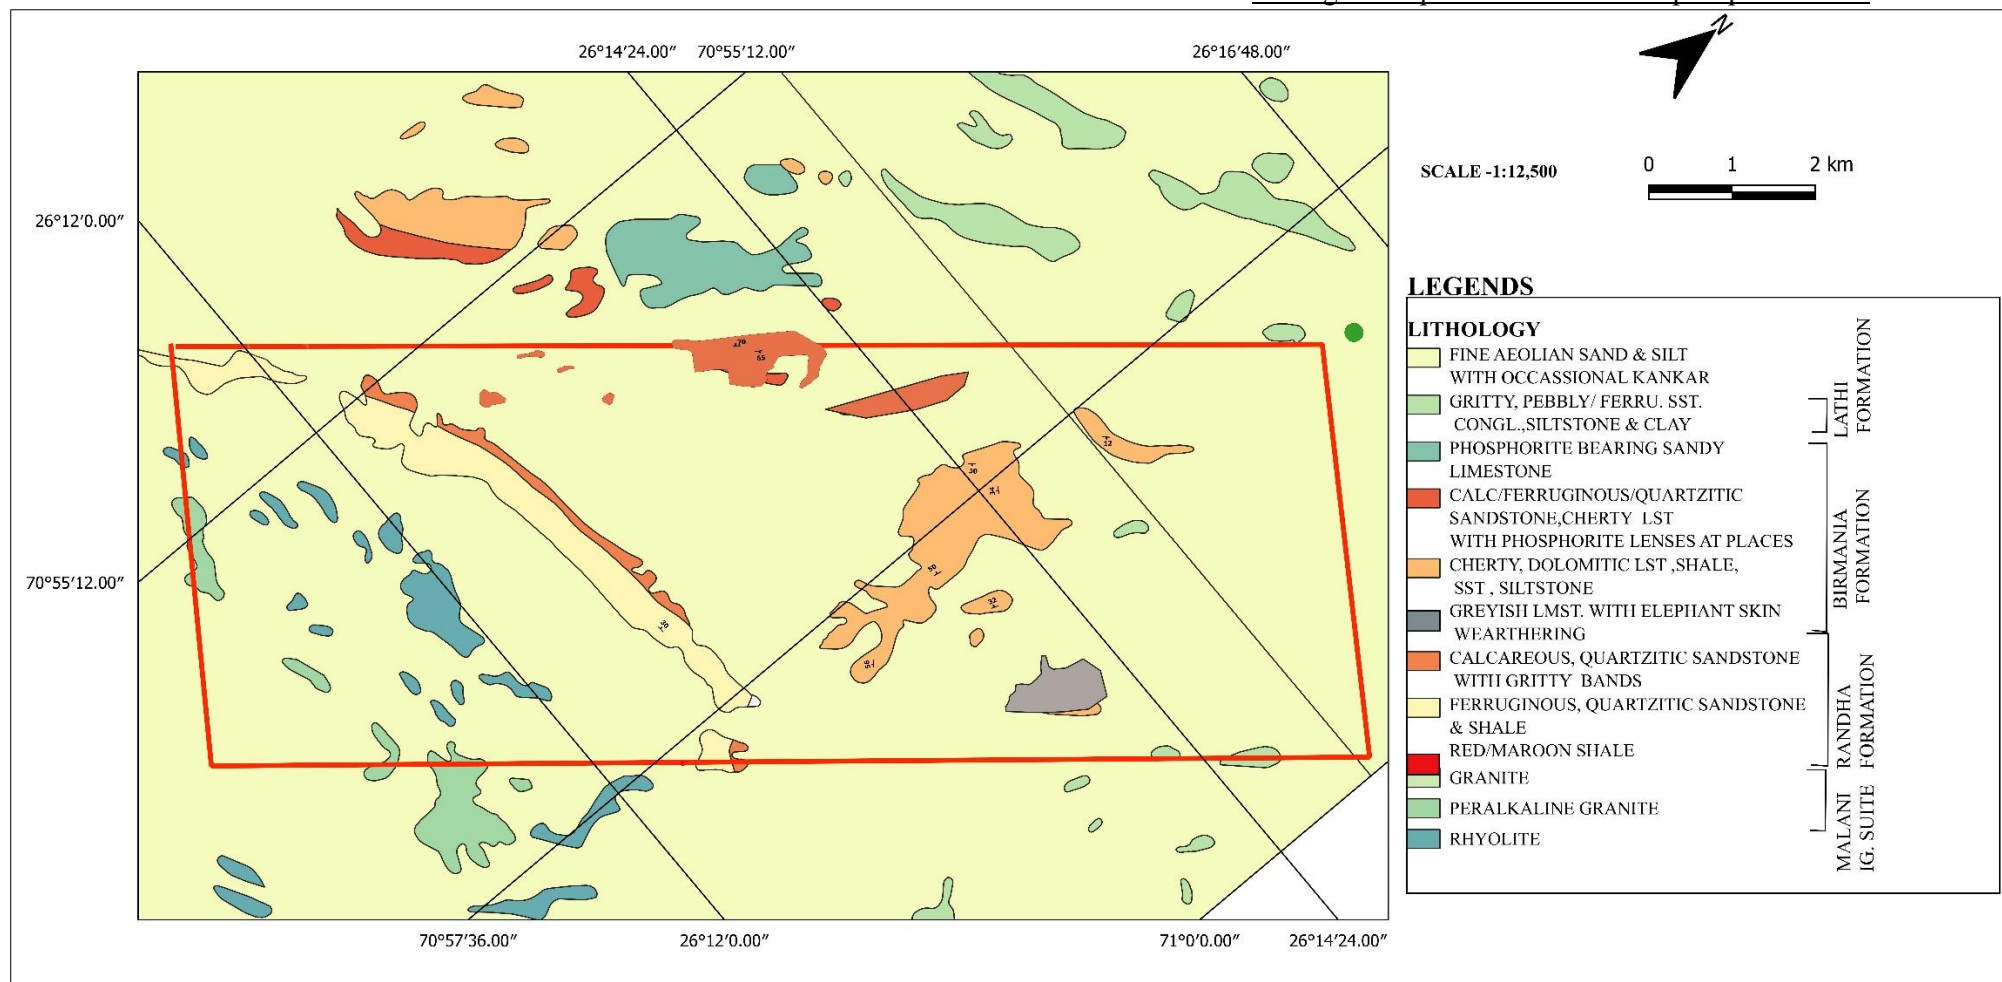 N
26°14′24.00″ 70°55′12.00″ 26°16′48.00″
SCALE -1:12,500
0 1 2 km
26°12′0.00″
70°55′12.00″
70
65
12
30
30
LEGENDS
LITHOLOGY
FINE AEOLIAN SAND & SILT
WITH OCCASSIONAL KANKAR
GRITTY, PEBBLY/ FERRU. SST.
CONGL.,SILTSTONE & CLAY
PHOSPHORITE BEARING SANDY
LIMESTONE
CALC/FERRUGINOUS/QUARTZITIC
SANDSTONE,CHERTY LST
WITH PHOSPHORITE LENSES AT PLACES
CHERTY, DOLOMITIC LST ,SHALE,
SST , SILTSTONE
GREYISH LMST. WITH ELEPHANT SKIN
WEARTHERING
CALCAREOUS, QUARTZITIC SANDSTONE
WITH GRITTY BANDS
FERRUGINOUS, QUARTZITIC SANDSTONE
& SHALE
RED/MAROON SHALE
GRANITE
PERALKALINE GRANITE
RHYOLITE
LATHI
FORMATION
BIRMANIA
FORMATION
RANDHA
FORMATION
MALANI
IG. SUITE
70°57′36.00″ 26°12′0.00″ 71°0′0.00″ 26°14′24.00″